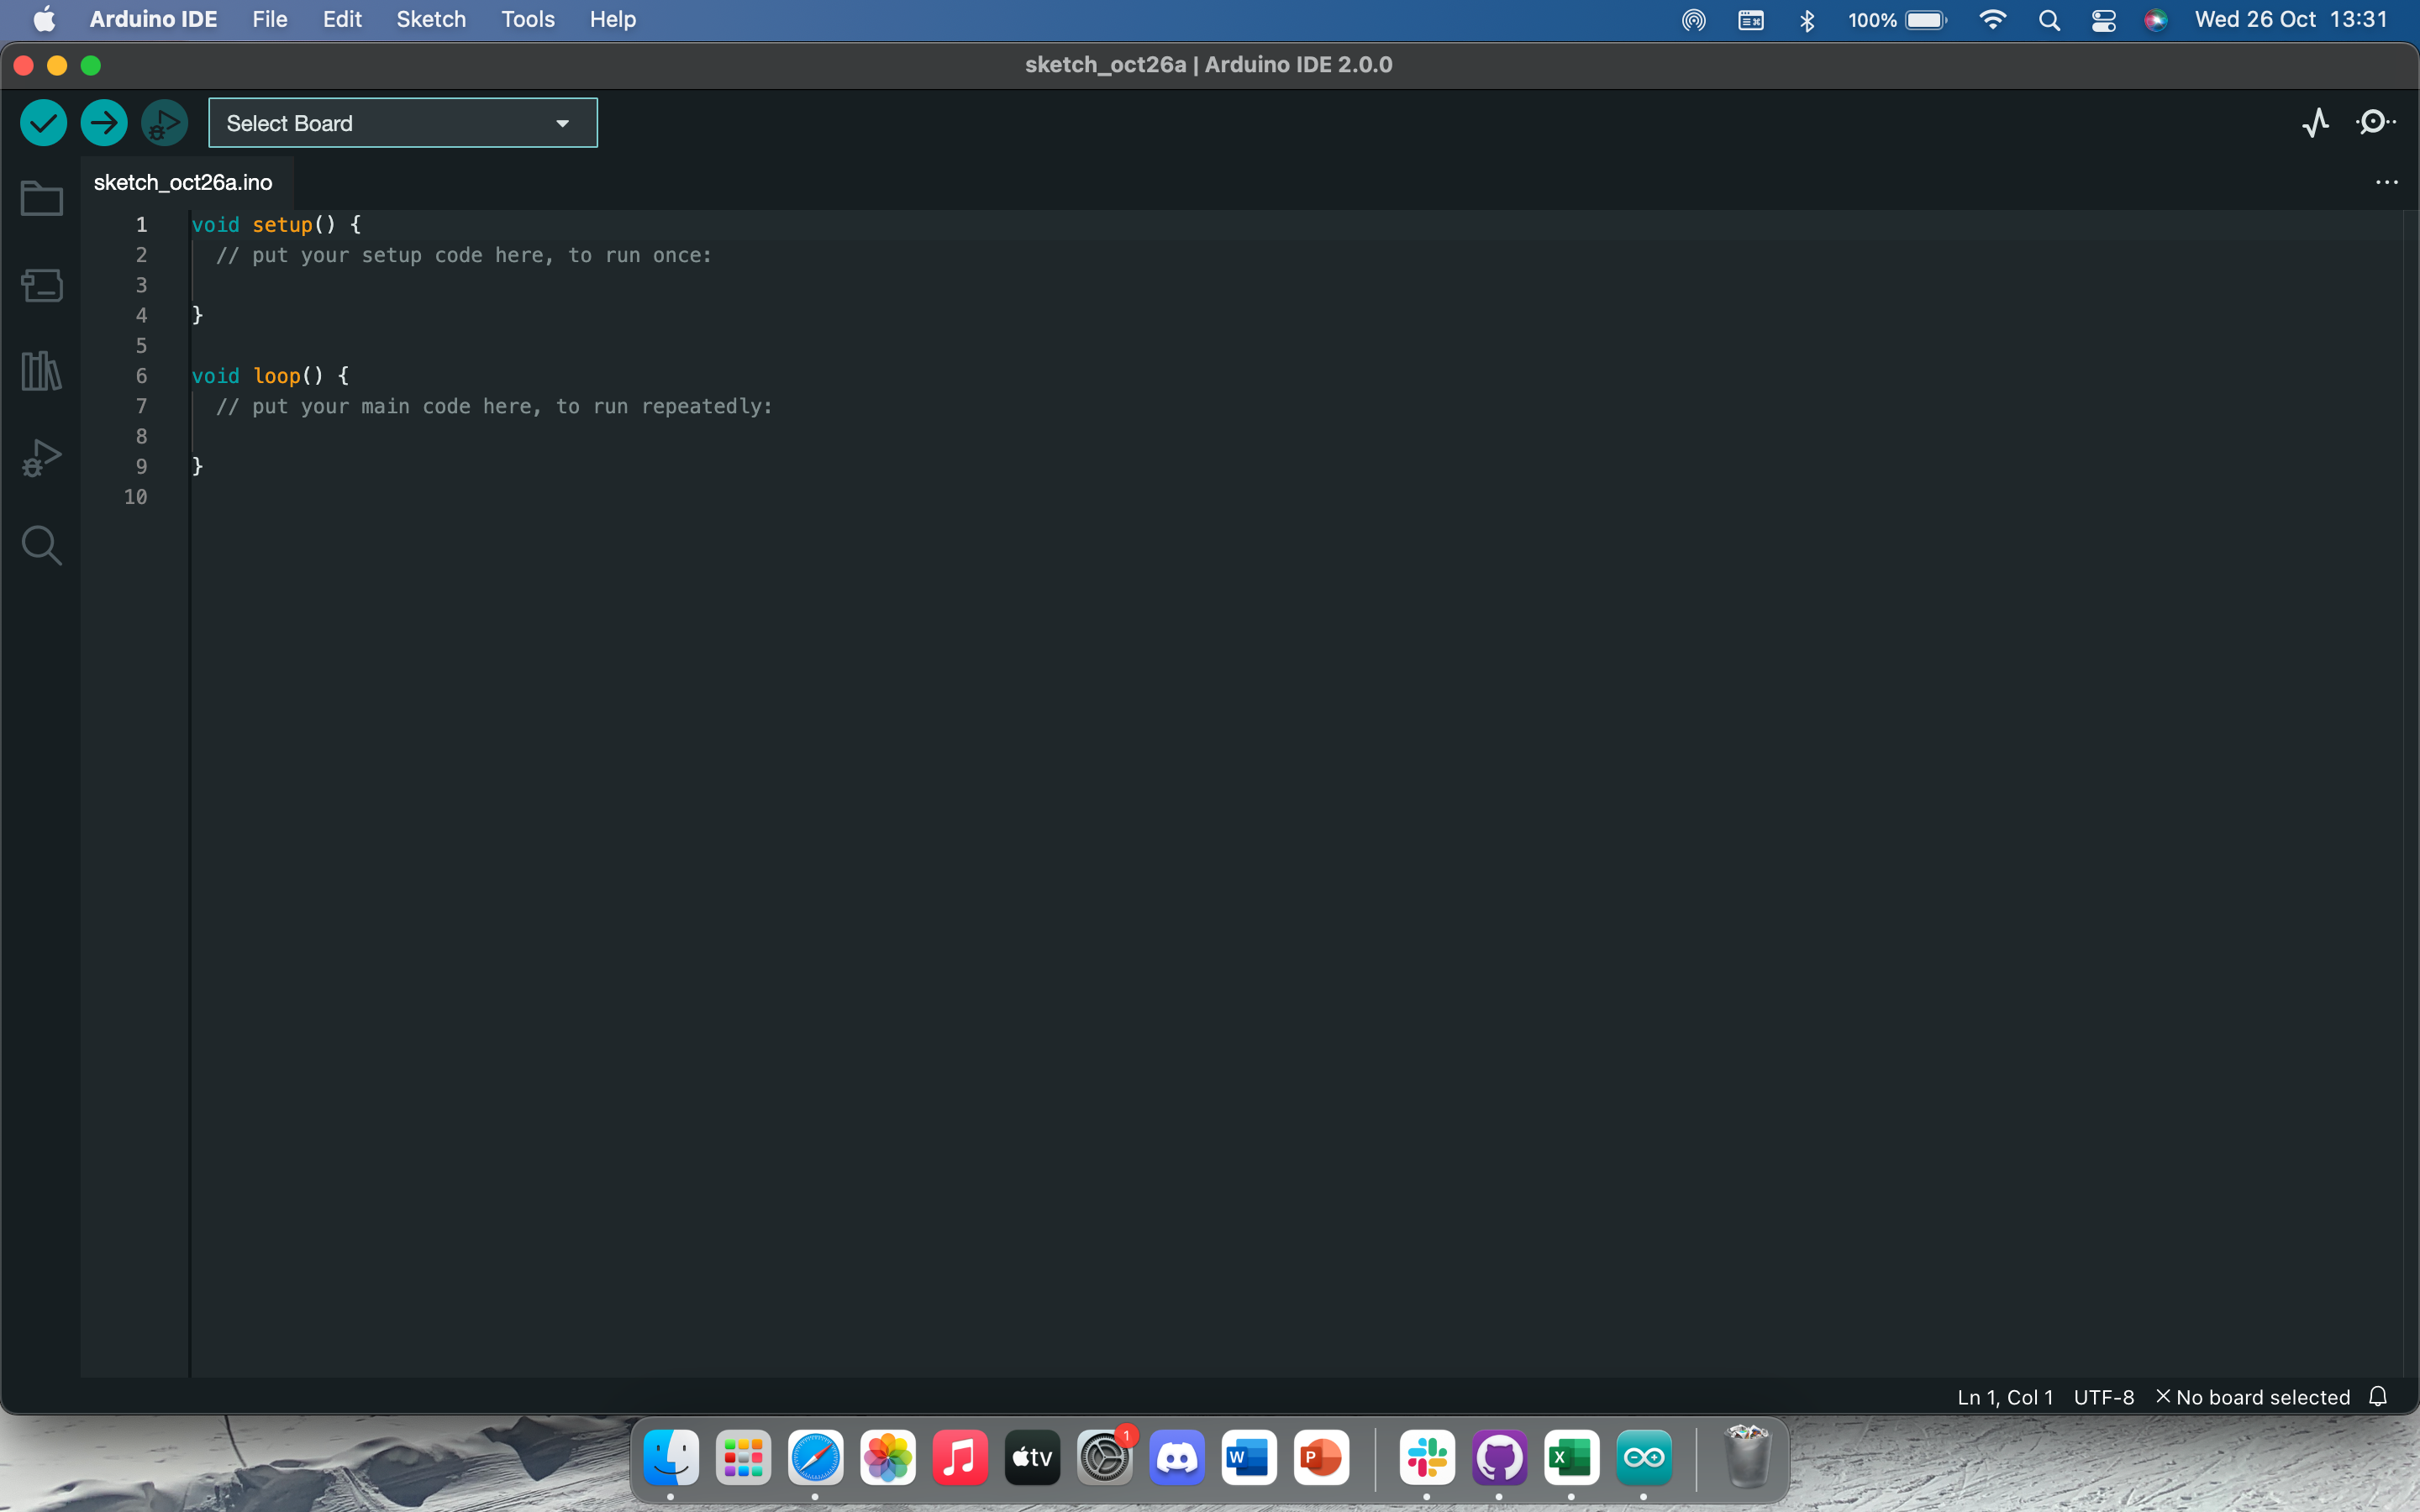 Arduino IDE File Edit Sketch Tools Help 100% Wed 26 Oct 13:31
sketch_oct26a | Arduino IDE 2.0.0
Select Board
sketch_oct26a.ino
1 void setup() {
2 // put your setup code here, to run once:
3
4 }
5
6 void loop() {
7 // put your main code here, to run repeatedly:
8
9 }
10
Ln 1, Col 1 UTF-8 No board selected
tv 1 W P X